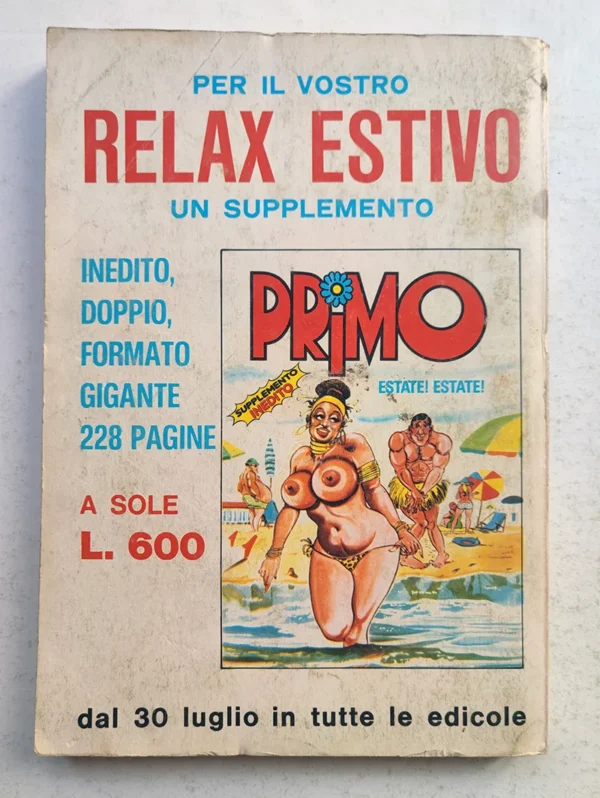 PER IL VOSTRO
RELAX ESTIVO
UN SUPPLEMENTO
INEDITO,
DOPPIO,
FORMATO
GIGANTE
228 PAGINE
A SOLE
L. 600
PRiMO
ESTATE! ESTATE!
SUPPLEMENTO
INEDITO
dal 30 luglio in tutte le edicole